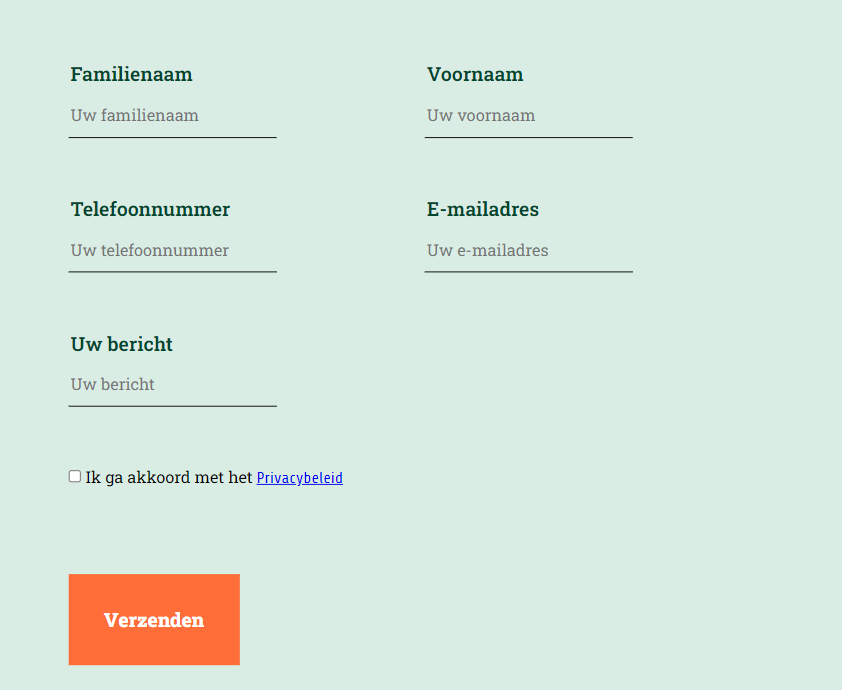 Familienaam
Voornaam
Uw familienaam
Uw voornaam
Telefoonnummer
E-mailadres
Uw telefoonnummer
Uw e-mailadres
Uw bericht
Uw bericht
Ik ga akkoord met het Privacybeleid
Verzenden